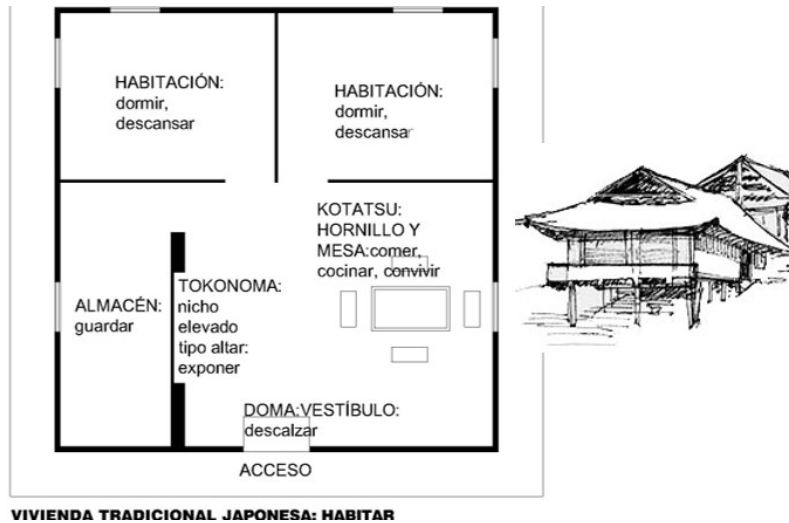 HABITACIÓN:
dormir,
descansar
HABITACIÓN:
dormir,
descansar
KOTATSU:
HORNILLO Y
MESA:comer,
cocinar, convivir
ALMACÉN:
guardar
TOKONOMA:
nicho
elevado
tipo altar:
exponer
DOMA:VESTÍBULO:
descalzar
ACCESO
VIVIENDA TRADICIONAL JAPONESA: HABITAR